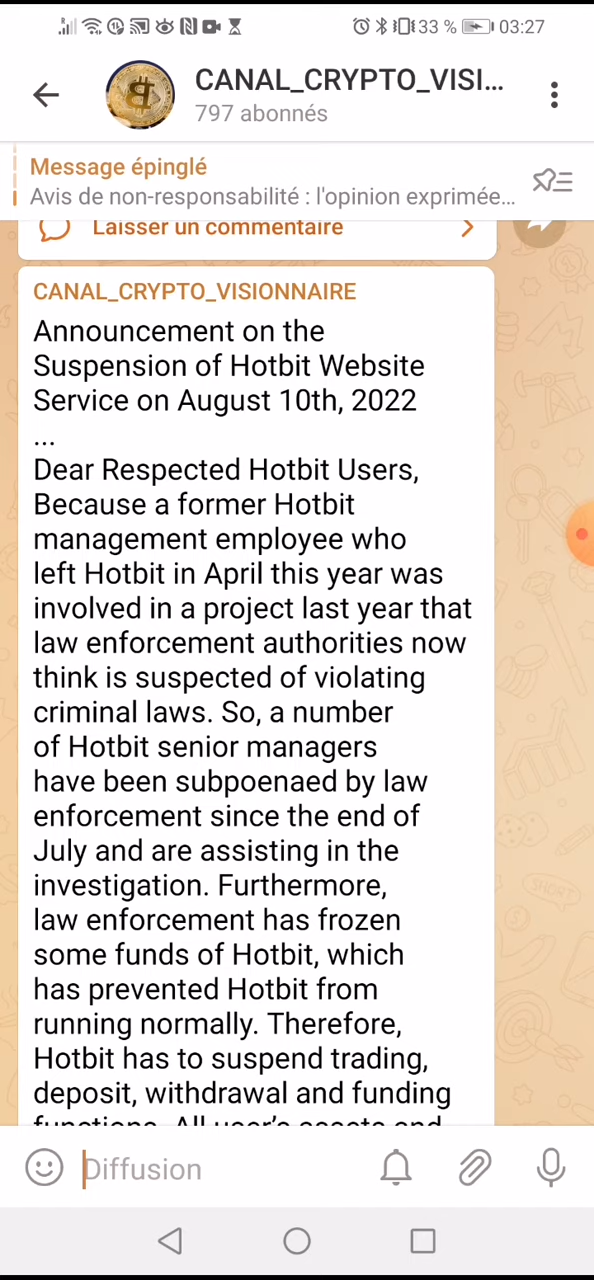 33 % 03:27
CANAL_CRYPTO_VISI...
797 abonnés
Message épinglé
Avis de non-responsabilité : l'opinion exprimée...
Laisser un commentaire
CANAL_CRYPTO_VISIONNAIRE
Announcement on the
Suspension of Hotbit Website
Service on August 10th, 2022
...
Dear Respected Hotbit Users,
Because a former Hotbit
management employee who
left Hotbit in April this year was
involved in a project last year that
law enforcement authorities now
think is suspected of violating
criminal laws. So, a number
of Hotbit senior managers
have been subpoenaed by law
enforcement since the end of
July and are assisting in the
investigation. Furthermore,
law enforcement has frozen
some funds of Hotbit, which
has prevented Hotbit from
running normally. Therefore,
Hotbit has to suspend trading,
deposit, withdrawal and funding
functions. All user's assets and
SHORT
Diffusion